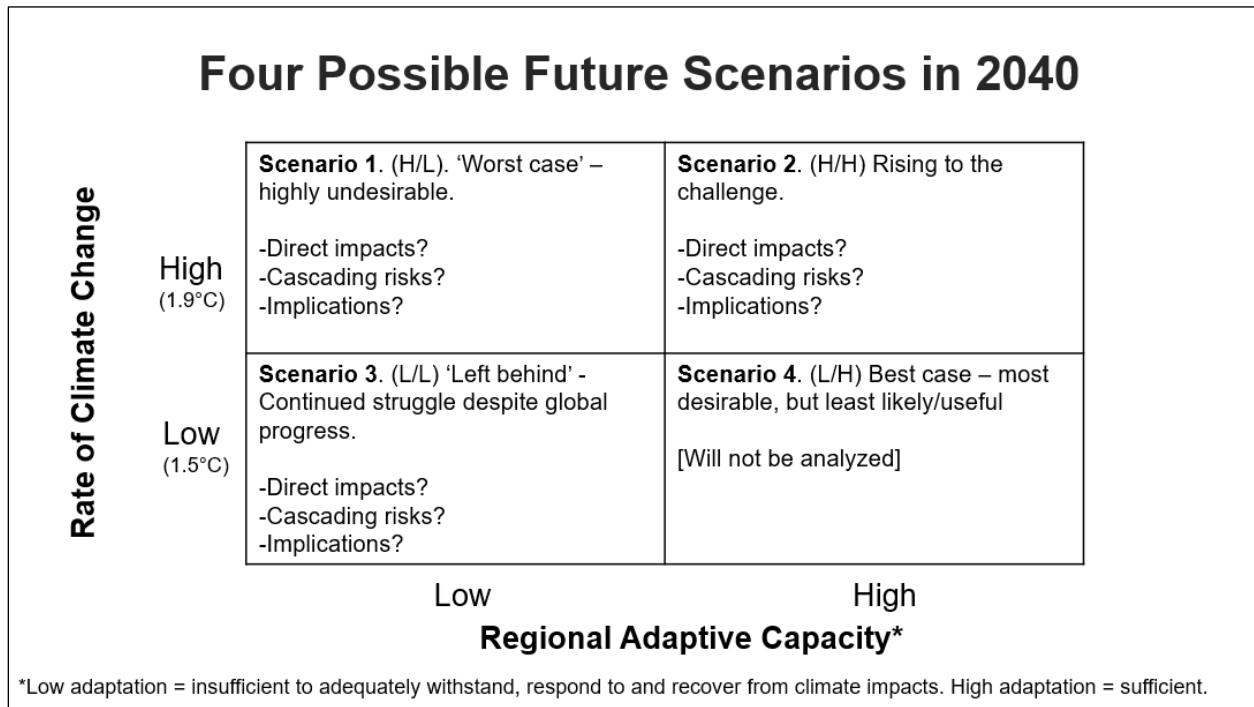 Four Possible Future Scenarios in 2040
Rate of Climate Change
High
(1.9°C)
Scenario 1. (H/L). ‘Worst case’ –
highly undesirable.
-Direct impacts?
-Cascading risks?
-Implications?
Scenario 2. (H/H) Rising to the
challenge.
-Direct impacts?
-Cascading risks?
-Implications?
Low
(1.5°C)
Scenario 3. (L/L) ‘Left behind’ -
Continued struggle despite global
progress.
-Direct impacts?
-Cascading risks?
-Implications?
Scenario 4. (L/H) Best case – most
desirable, but least likely/useful
[Will not be analyzed]
Low
High
Regional Adaptive Capacity*
*Low adaptation = insufficient to adequately withstand, respond to and recover from climate impacts. High adaptation = sufficient.